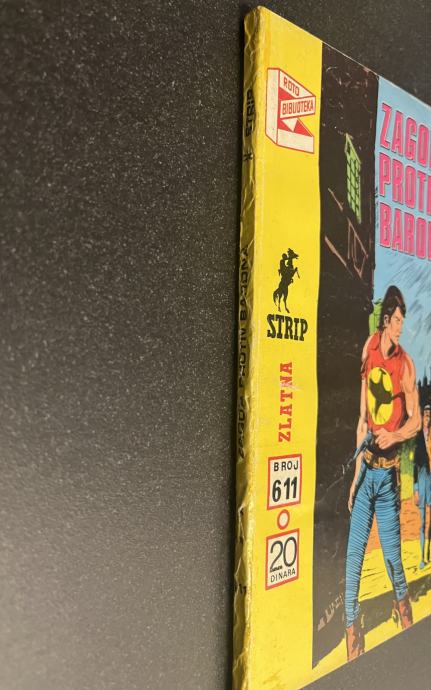 ROTO
BIBLIOTEKA
STRIP
ZLATNA
BROJ
611
20
DINARA
ZAGO
PROTI
BARO
STRIP
ZAGOR PROTIV BARONA